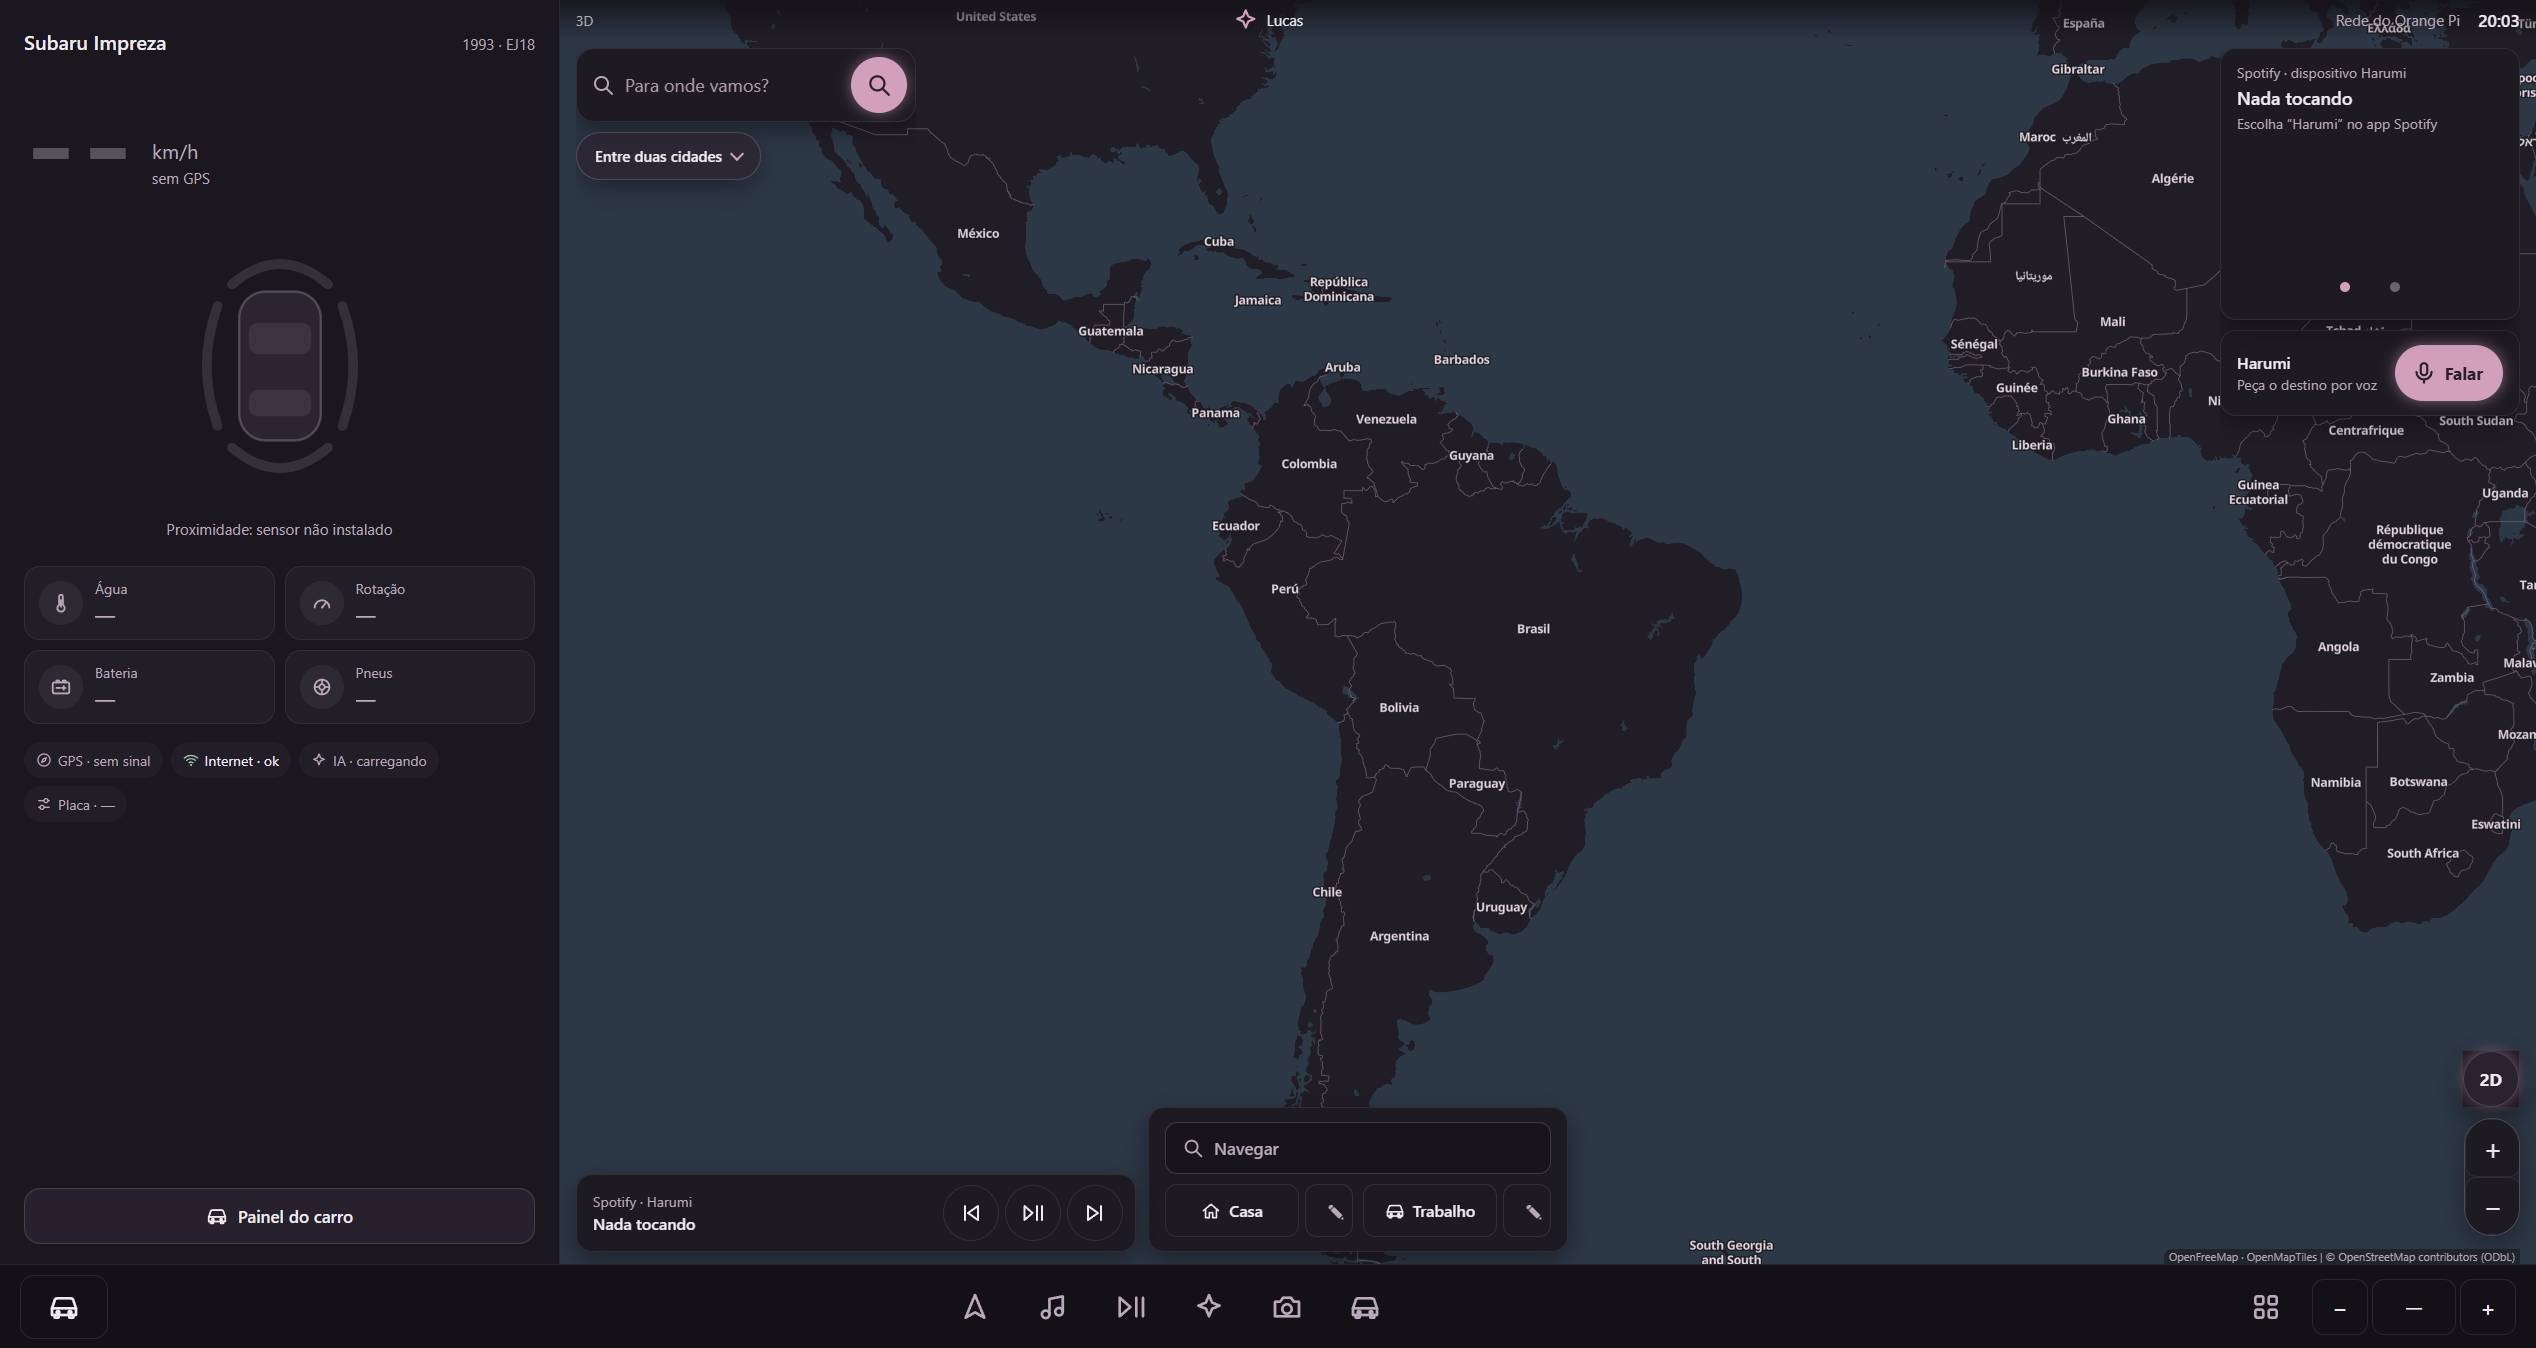 Subaru Impreza
1993 · EJ18
km/h
sem GPS
Proximidade: sensor não instalado
Água
—
Rotação
—
Bateria
—
Pneus
—
GPS · sem sinal
Internet · ok
IA · carregando
Placa · —
Painel do carro
3D
Lucas
Rede do Orange Pi
20:03
Para onde vamos?
Entre duas cidades
Spotify · dispositivo Harumi
Nada tocando
Escolha “Harumi” no app Spotify
Harumi
Peça o destino por voz
Falar
United States
España
Ελλάδα
Gibraltar
Maroc المغرب
Algérie
México
Cuba
República
Dominicana
Jamaica
موريتانيا
Guatemala
Mali
Sénégal
Nicaragua
Aruba
Barbados
Burkina Faso
Guinée
Panama
Venezuela
Ghana
South Sudan
Centrafrique
Liberia
Colombia
Guyana
Guinea
Ecuatorial
Uganda
Ecuador
République
démocratique
du Congo
Perú
Brasil
Angola
Zambia
Bolivia
Paraguay
Namibia
Botswana
Eswatini
South Africa
Chile
Uruguay
Argentina
South Georgia
and South
2D
+
−
Spotify · Harumi
Nada tocando
Navegar
Casa
Trabalho
OpenFreeMap · OpenMapTiles | © OpenStreetMap contributors (ODbL)
−
—
+